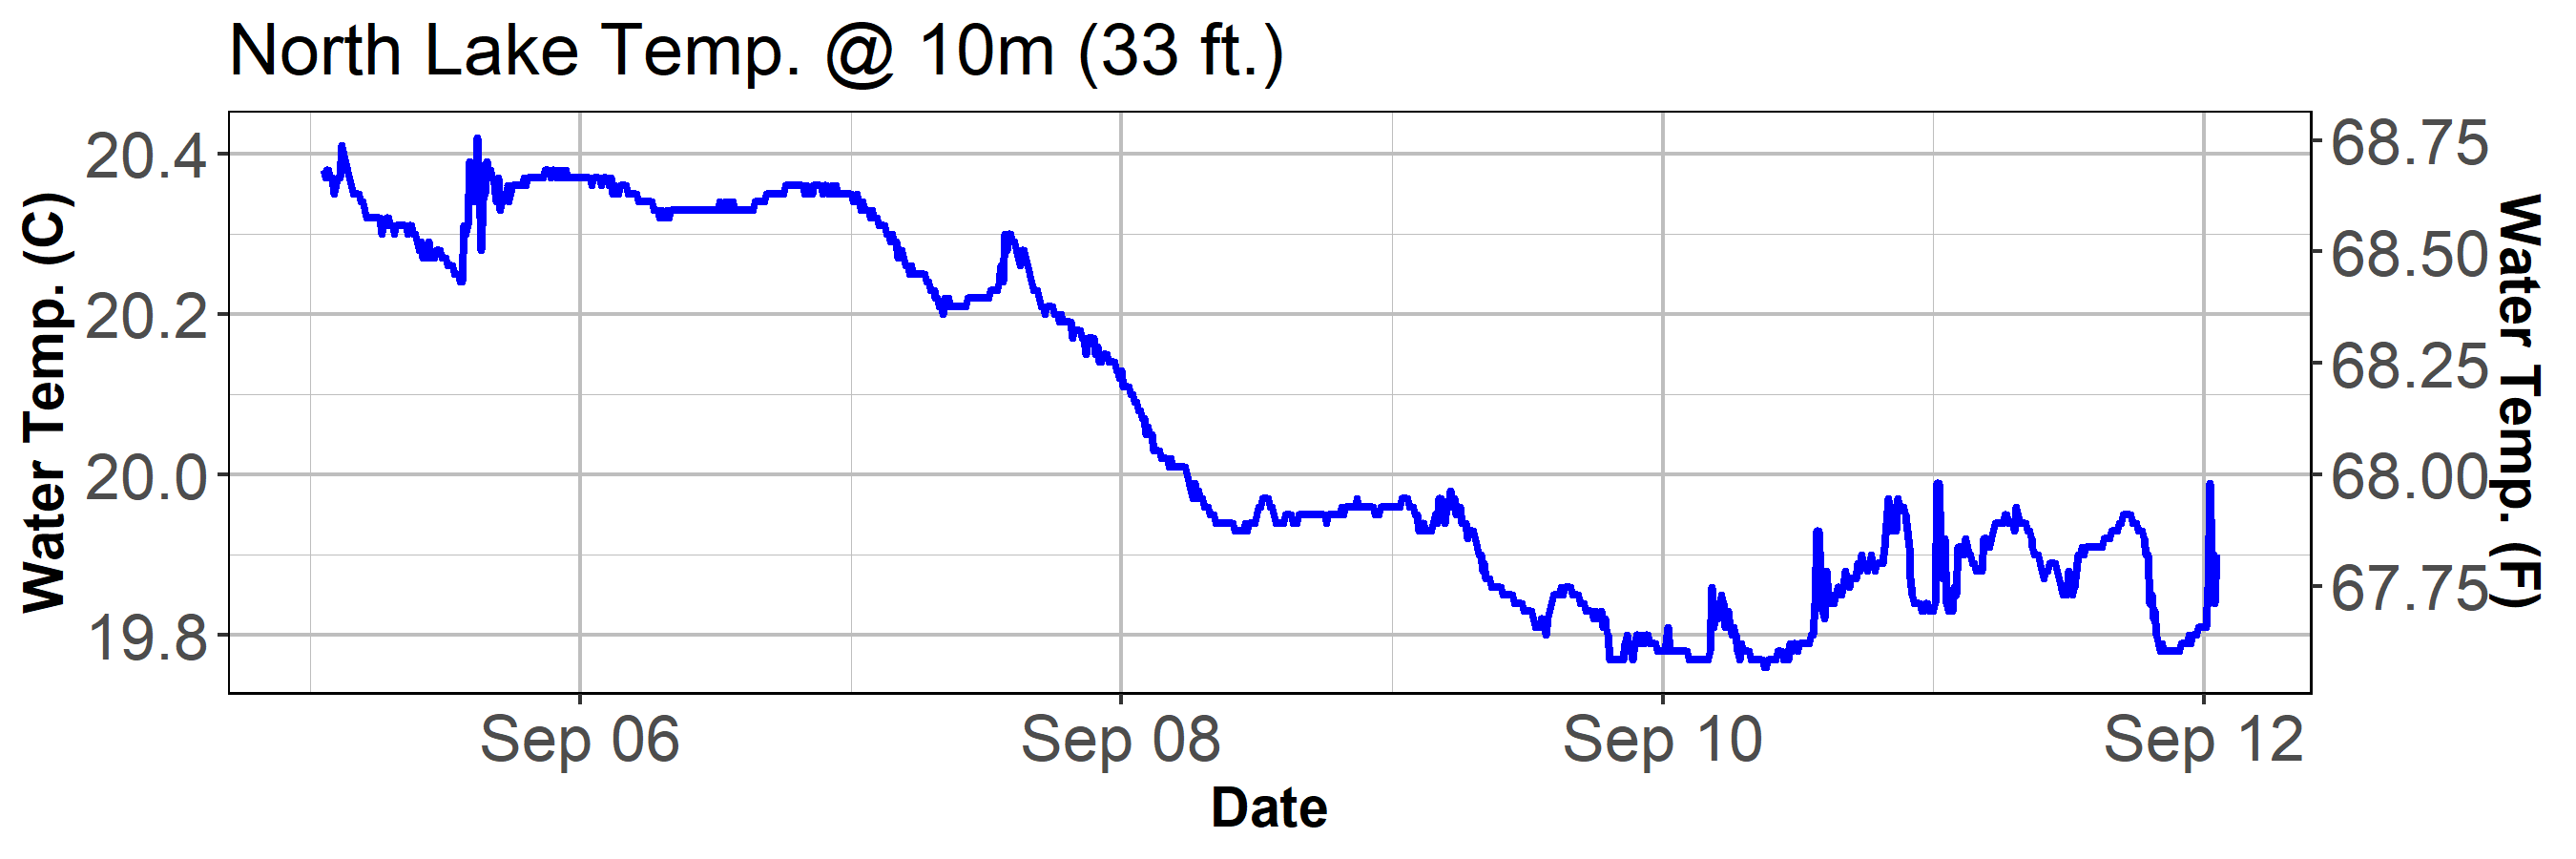 North Lake Temp. @ 10m (33 ft.)
Water Temp. (C)
20.4
20.2
20.0
19.8
68.75
68.50
68.25
68.00
67.75
Water Temp. (F)
Sep 06
Sep 08
Sep 10
Sep 12
Date